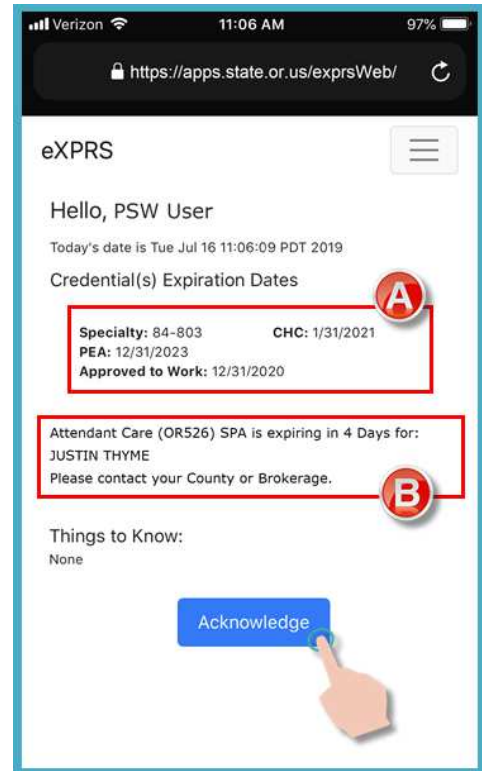 Verizon 11:06 AM 97%
https://apps.state.or.us/exprsWeb/
eXPRS
Hello, PSW User
Today's date is Tue Jul 16 11:06:09 PDT 2019
Credential(s) Expiration Dates
A
Specialty: 84-803 CHC: 1/31/2021
PEA: 12/31/2023
Approved to Work: 12/31/2020
Attendant Care (OR526) SPA is expiring in 4 Days for:
JUSTIN THYME
Please contact your County or Brokerage.
B
Things to Know:
None
Acknowledge